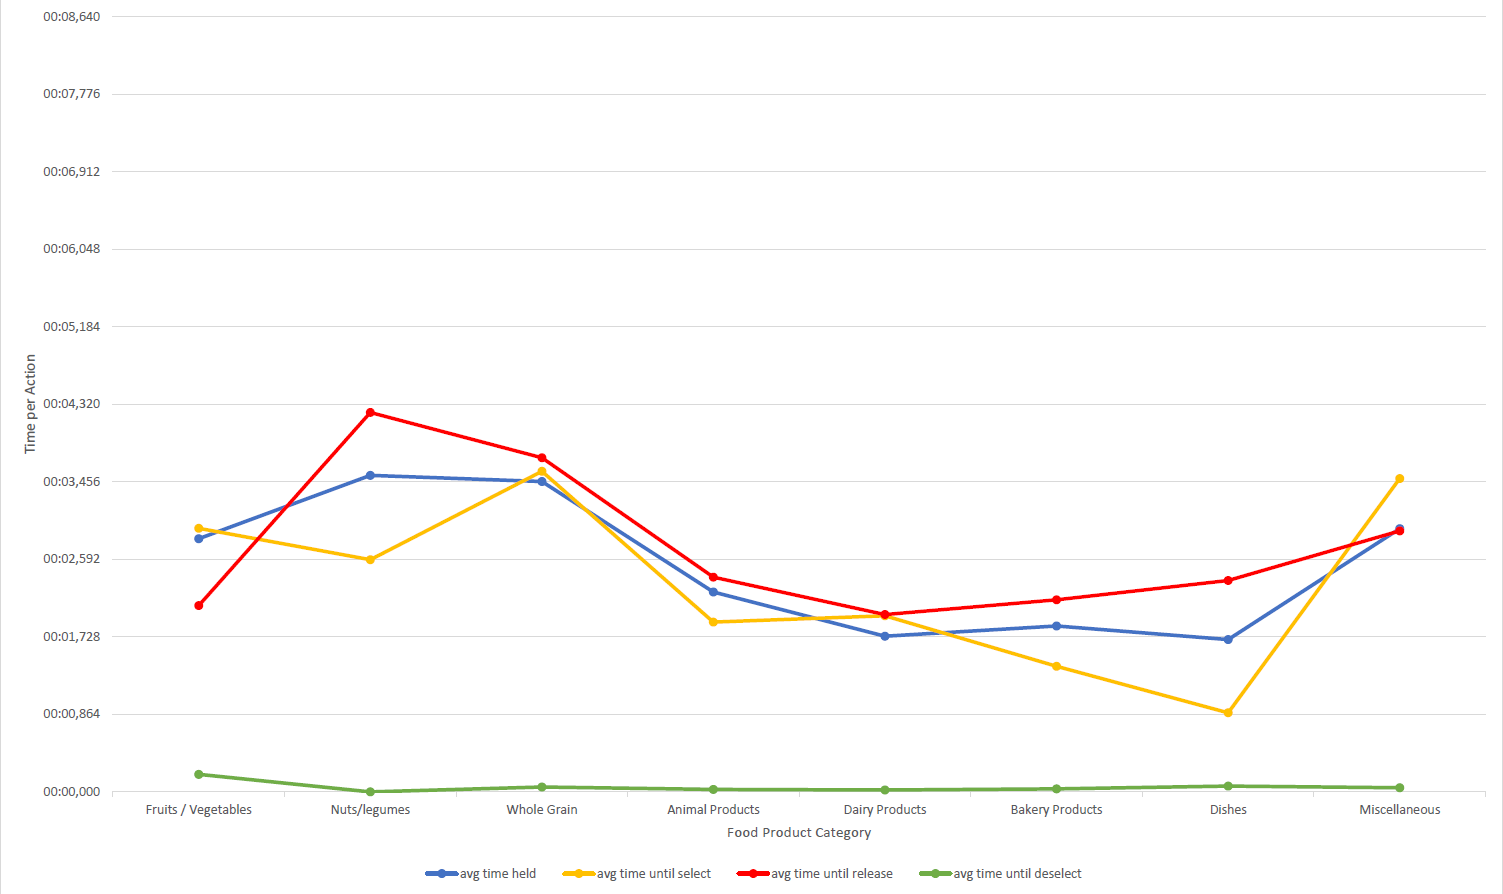 00:08,640
00:07,776
00:06,912
00:06,048
00:05,184
00:04,320
00:03,456
00:02,592
00:01,728
00:00,864
00:00,000
Time per Action
Fruits / Vegetables Nuts/legumes Whole Grain Animal Products Dairy Products Bakery Products Dishes Miscellaneous
Food Product Category
avg time held avg time until select avg time until release avg time until deselect